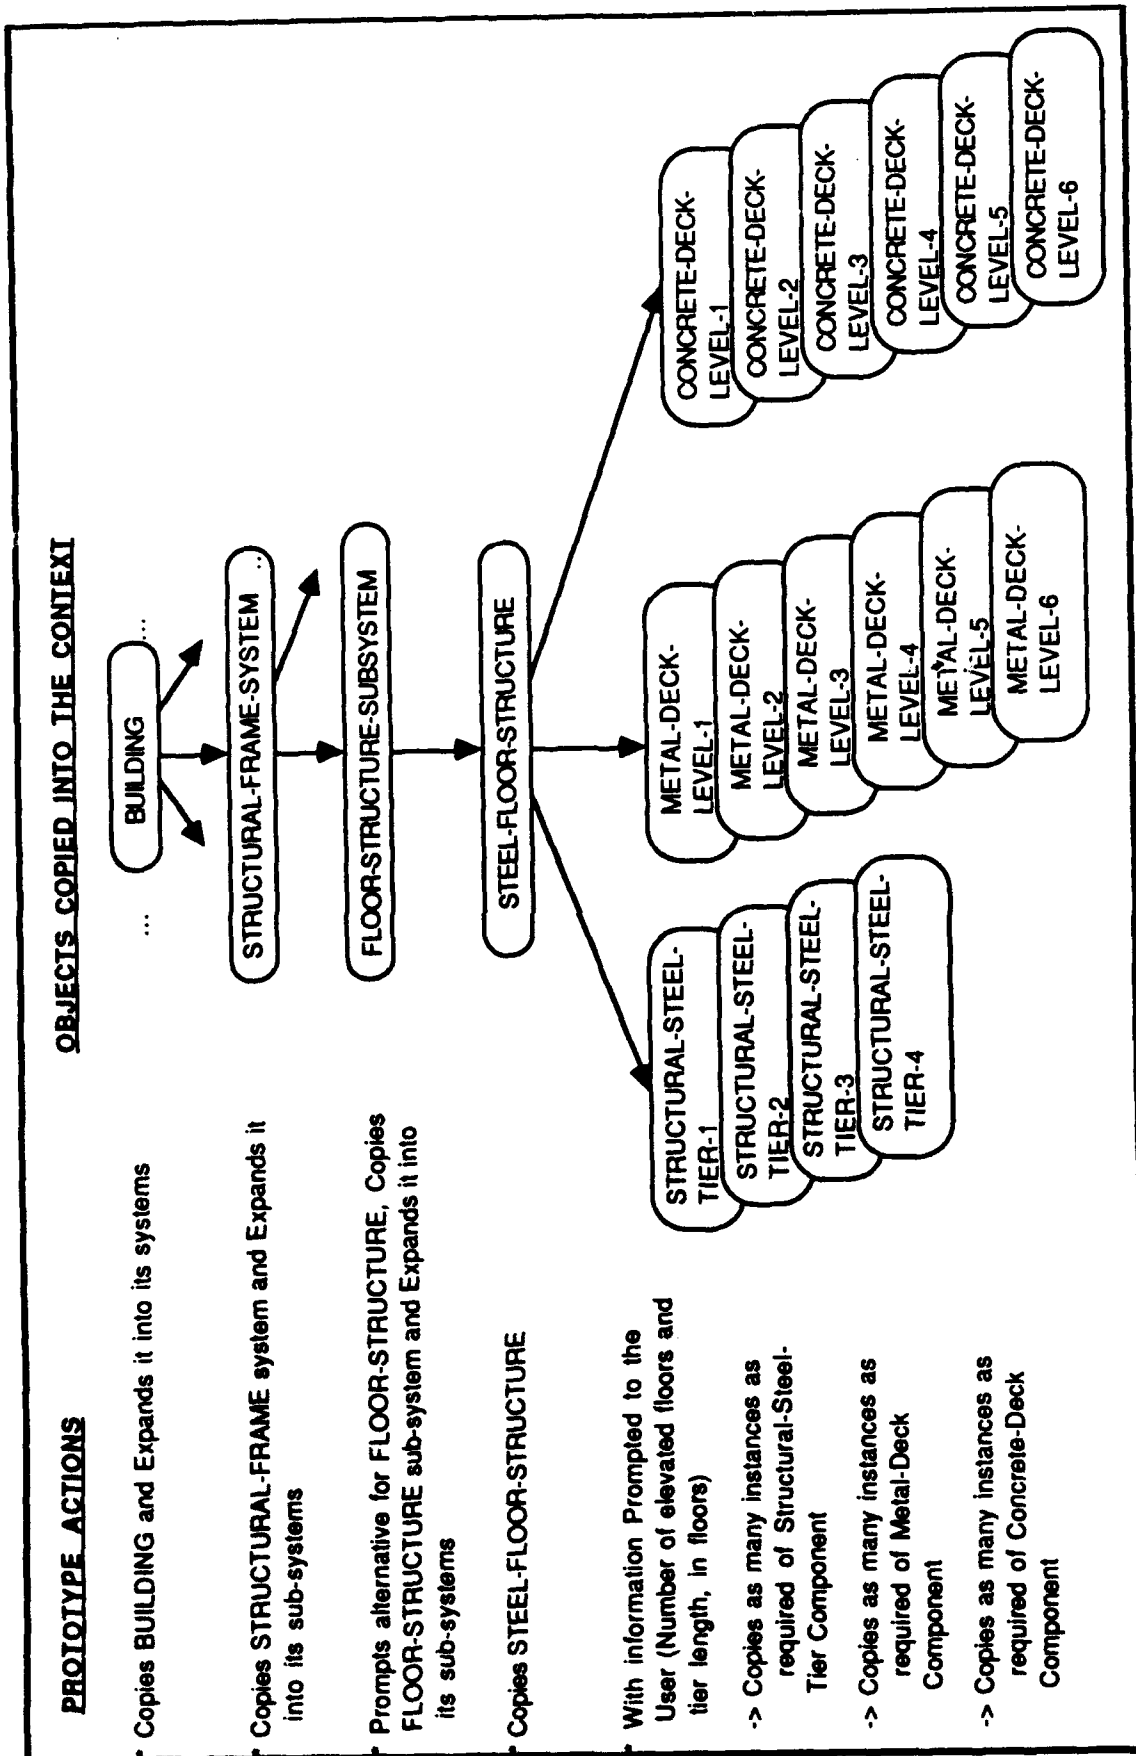 PROTOTYPE ACTIONS
* Copies BUILDING and Expands it into its systems
* Copies STRUCTURAL-FRAME system and Expands it
into its sub-systems
* Prompts alternative for FLOOR-STRUCTURE, Copies
FLOOR-STRUCTURE sub-system and Expands it into
its sub-systems
* Copies STEEL-FLOOR-STRUCTURE
* With information Prompted to the
User (Number of elevated floors and
tier length, in floors)
-> Copies as many instances as
required of Structural-Steel-
Tier Component
-> Copies as many instances as
required of Metal-Deck
Component
-> Copies as many instances as
required of Concrete-Deck
Component
OBJECTS COPIED INTO THE CONTEXT
... BUILDING ...
STRUCTURAL-FRAME-SYSTEM ..
FLOOR-STRUCTURE-SUBSYSTEM
STEEL-FLOOR-STRUCTURE
STRUCTURAL-STEEL-
TIER-1
STRUCTURAL-STEEL-
TIER-2
STRUCTURAL-STEEL-
TIER-3
STRUCTURAL-STEEL-
TIER-4
METAL-DECK-
LEVEL-1
METAL-DECK-
LEVEL-2
METAL-DECK-
LEVEL-3
METAL-DECK-
LEVEL-4
METAL-DECK-
LEVEL-5
METAL-DECK-
LEVEL-6
CONCRETE-DECK-
LEVEL-1
CONCRETE-DECK-
LEVEL-2
CONCRETE-DECK-
LEVEL-3
CONCRETE-DECK-
LEVEL-4
CONCRETE-DECK-
LEVEL-5
CONCRETE-DECK-
LEVEL-6